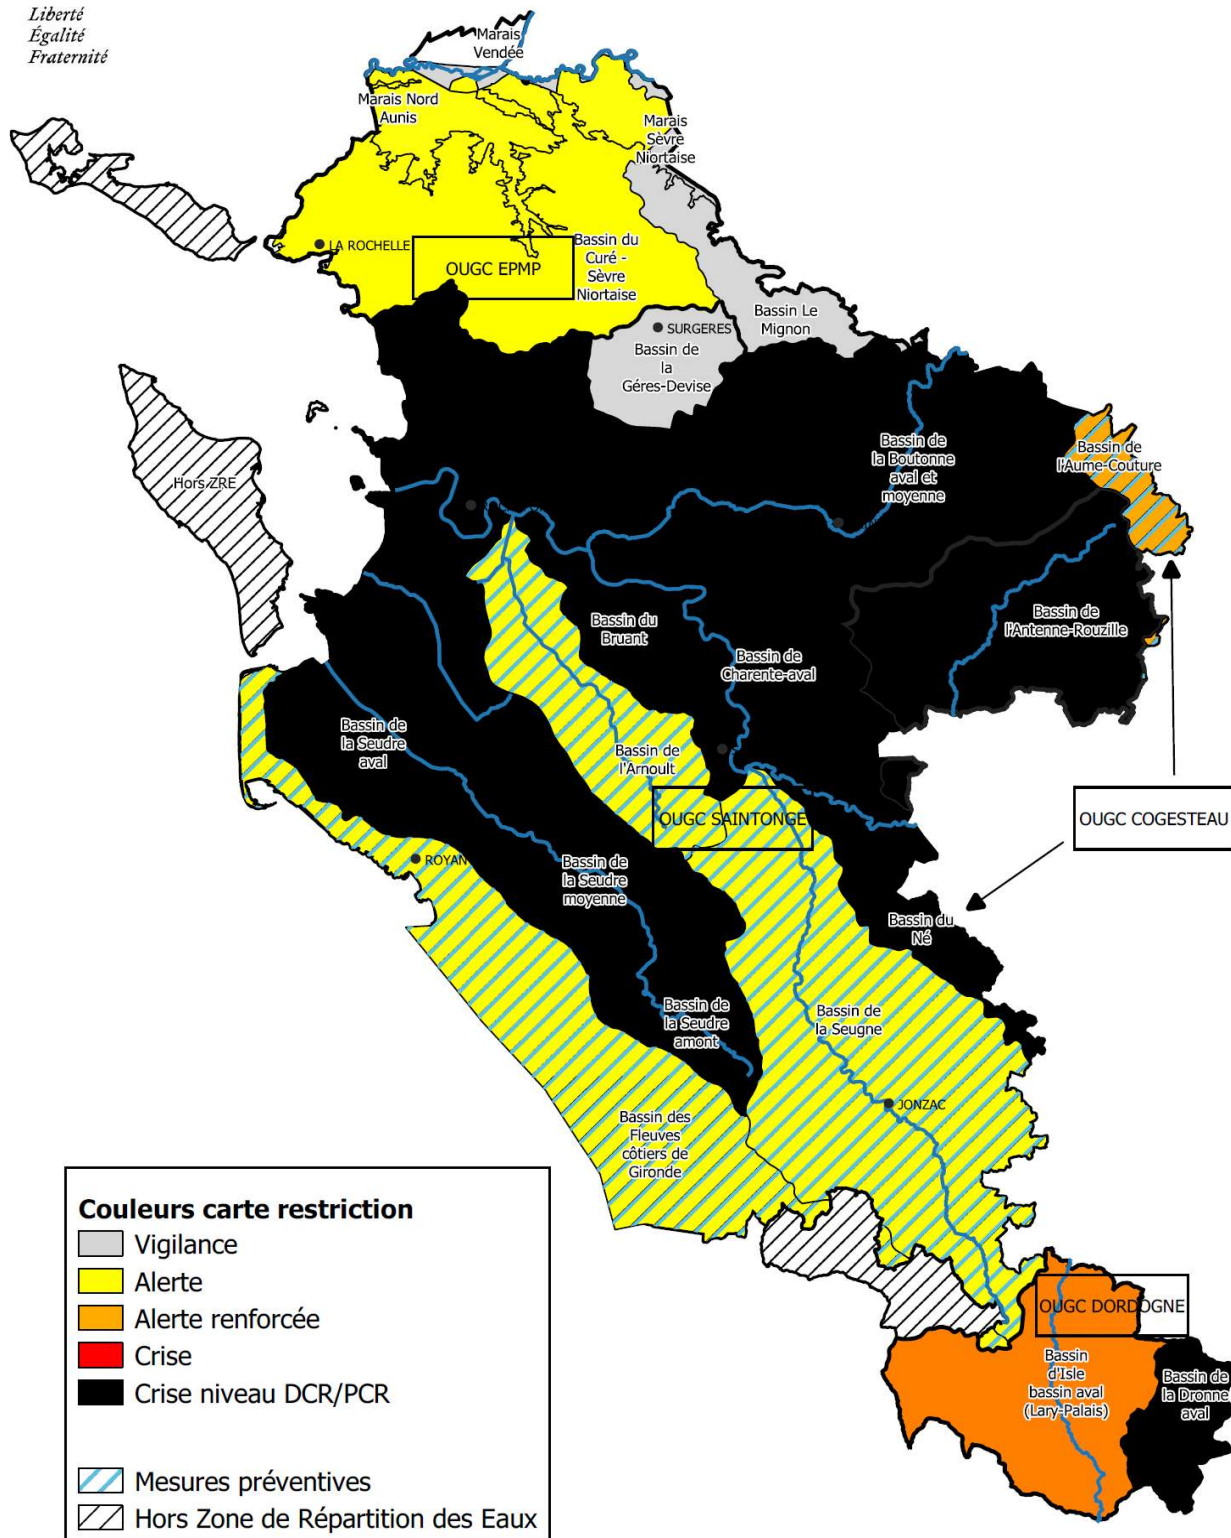 Liberté
Égalité
Fraternité
Marais
Vendée
Marais Nord
Aunis
Marais
Sèvre
Niortaise
LA ROCHELLE
OUGC EPMP
Bassin du
Curé -
Sèvre
Niortaise
Bassin Le
Mignon
SURGERES
Bassin de
la
Géres-Devise
Hors ZRE
Bassin de
la Boutonne
aval et
moyenne
Bassin de
l'Aume-Couture
Bassin du
Bruant
Bassin de
l'Antenne-Rouzille
Bassin de
Charente-aval
Bassin de
la Seudre
aval
Bassin de
l'Arnoult
OUGC SAINTONGE
OUGC COGESTEAU
ROYAN
Bassin de
la Seudre
moyenne
Bassin du
Né
Bassin de
la Seudre
amont
Bassin de
la Seugne
JONZAC
Bassin des
Fleuves
côtiers de
Gironde
OUGC DORDOGNE
Bassin
d'Isle
bassin aval
(Lary-Palais)
Bassin de
la Dronne
aval
Couleurs carte restriction
Vigilance
Alerte
Alerte renforcée
Crise
Crise niveau DCR/PCR
Mesures préventives
Hors Zone de Répartition des Eaux